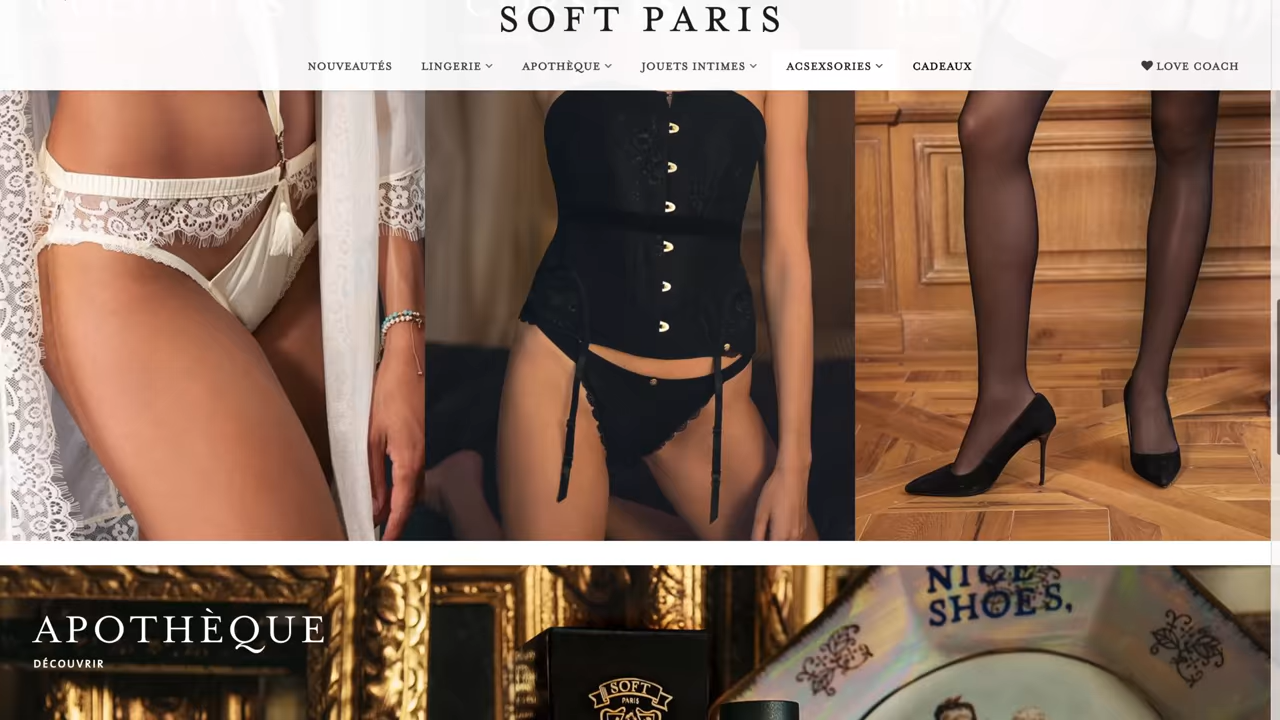 SOFT PARIS
NOUVEAUTÉS LINGERIE APOTHÈQUE JOUETS INTIMES ACSEXSORIES CADEAUX LOVE COACH
NICE
SHOES,
APOTHÈQUE
DÉCOUVRIR
SOFT
PARIS